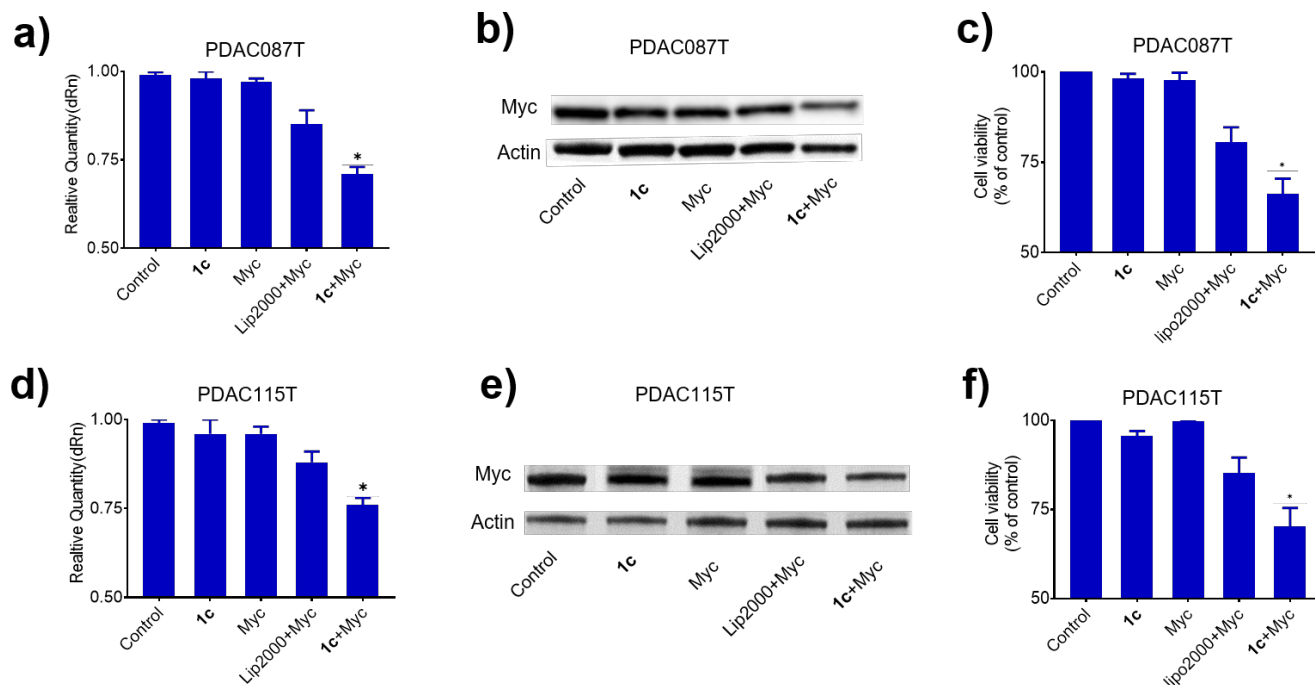 a)
PDAC087T
Realtive Quantity(dRn)
1.00
0.75
0.50
*
Control
1c
Myc
Lip2000+Myc
1c+Myc
b)
PDAC087T
Myc
Actin
Control
1c
Myc
Lip2000+Myc
1c+Myc
c)
PDAC087T
Cell viability
(% of control)
100
75
50
*
Control
1c
Myc
lipo2000+Myc
1c+Myc
d)
PDAC115T
Realtive Quantity(dRn)
1.00
0.75
0.50
*
Control
1c
Myc
Lip2000+Myc
1c+Myc
e)
PDAC115T
Myc
Actin
Control
1c
Myc
Lip2000+Myc
1c+Myc
f)
PDAC115T
Cell viability
(% of control)
100
75
50
*
Control
1c
Myc
lipo2000+Myc
1c+Myc